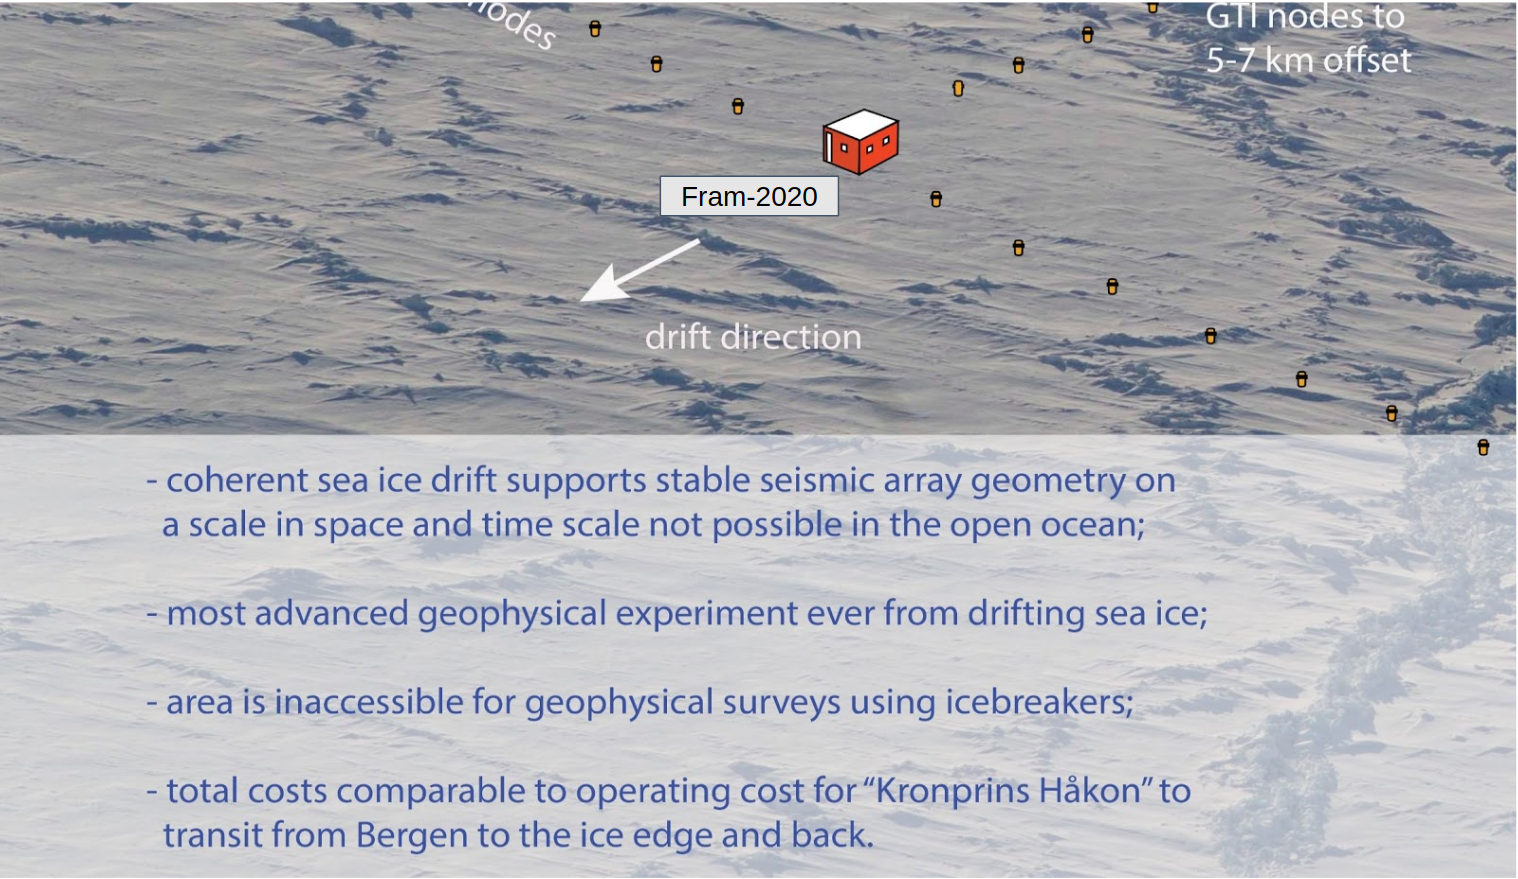 nodes
GTI nodes to
5-7 km offset
Fram-2020
drift direction
- coherent sea ice drift supports stable seismic array geometry on
a scale in space and time scale not possible in the open ocean;
- most advanced geophysical experiment ever from drifting sea ice;
- area is inaccessible for geophysical surveys using icebreakers;
- total costs comparable to operating cost for “Kronprins Håkon” to
transit from Bergen to the ice edge and back.